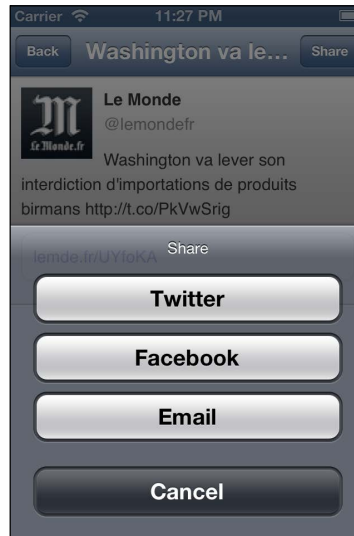 Carrier 11:27 PM
Back Washington va le... Share
Le Monde
@lemondefr
Le Monde.fr
Washington va lever son
interdiction d'importations de produits
birmans http://t.co/PkVwSrig
lemde.fr/UYIoKA
Share
Twitter
Facebook
Email
Cancel